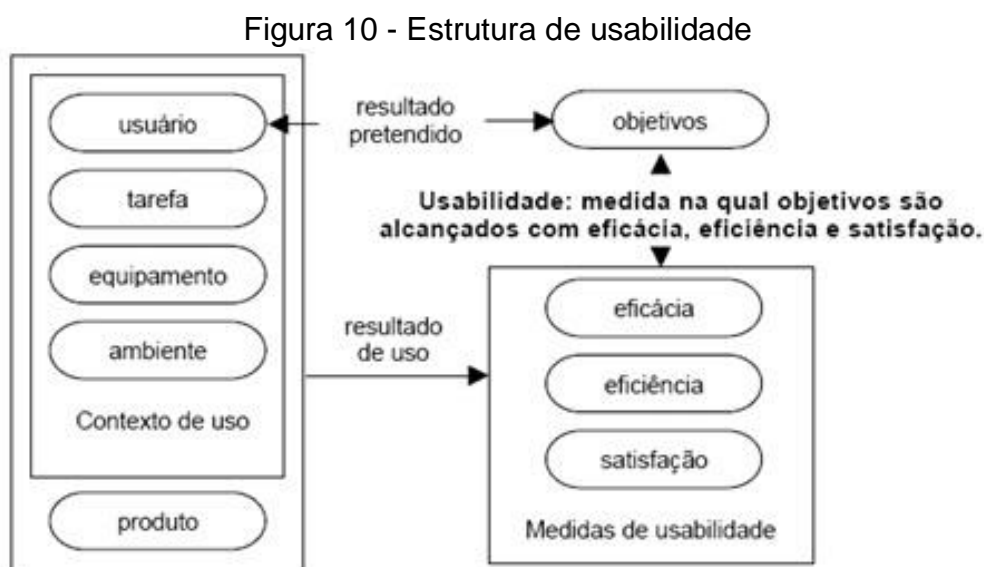 Figura 10 - Estrutura de usabilidade
usuário
tarefa
equipamento
ambiente
Contexto de uso
produto
resultado
pretendido
objetivos
Usabilidade: medida na qual objetivos são
alcançados com eficácia, eficiência e satisfação.
resultado
de uso
eficácia
eficiência
satisfação
Medidas de usabilidade